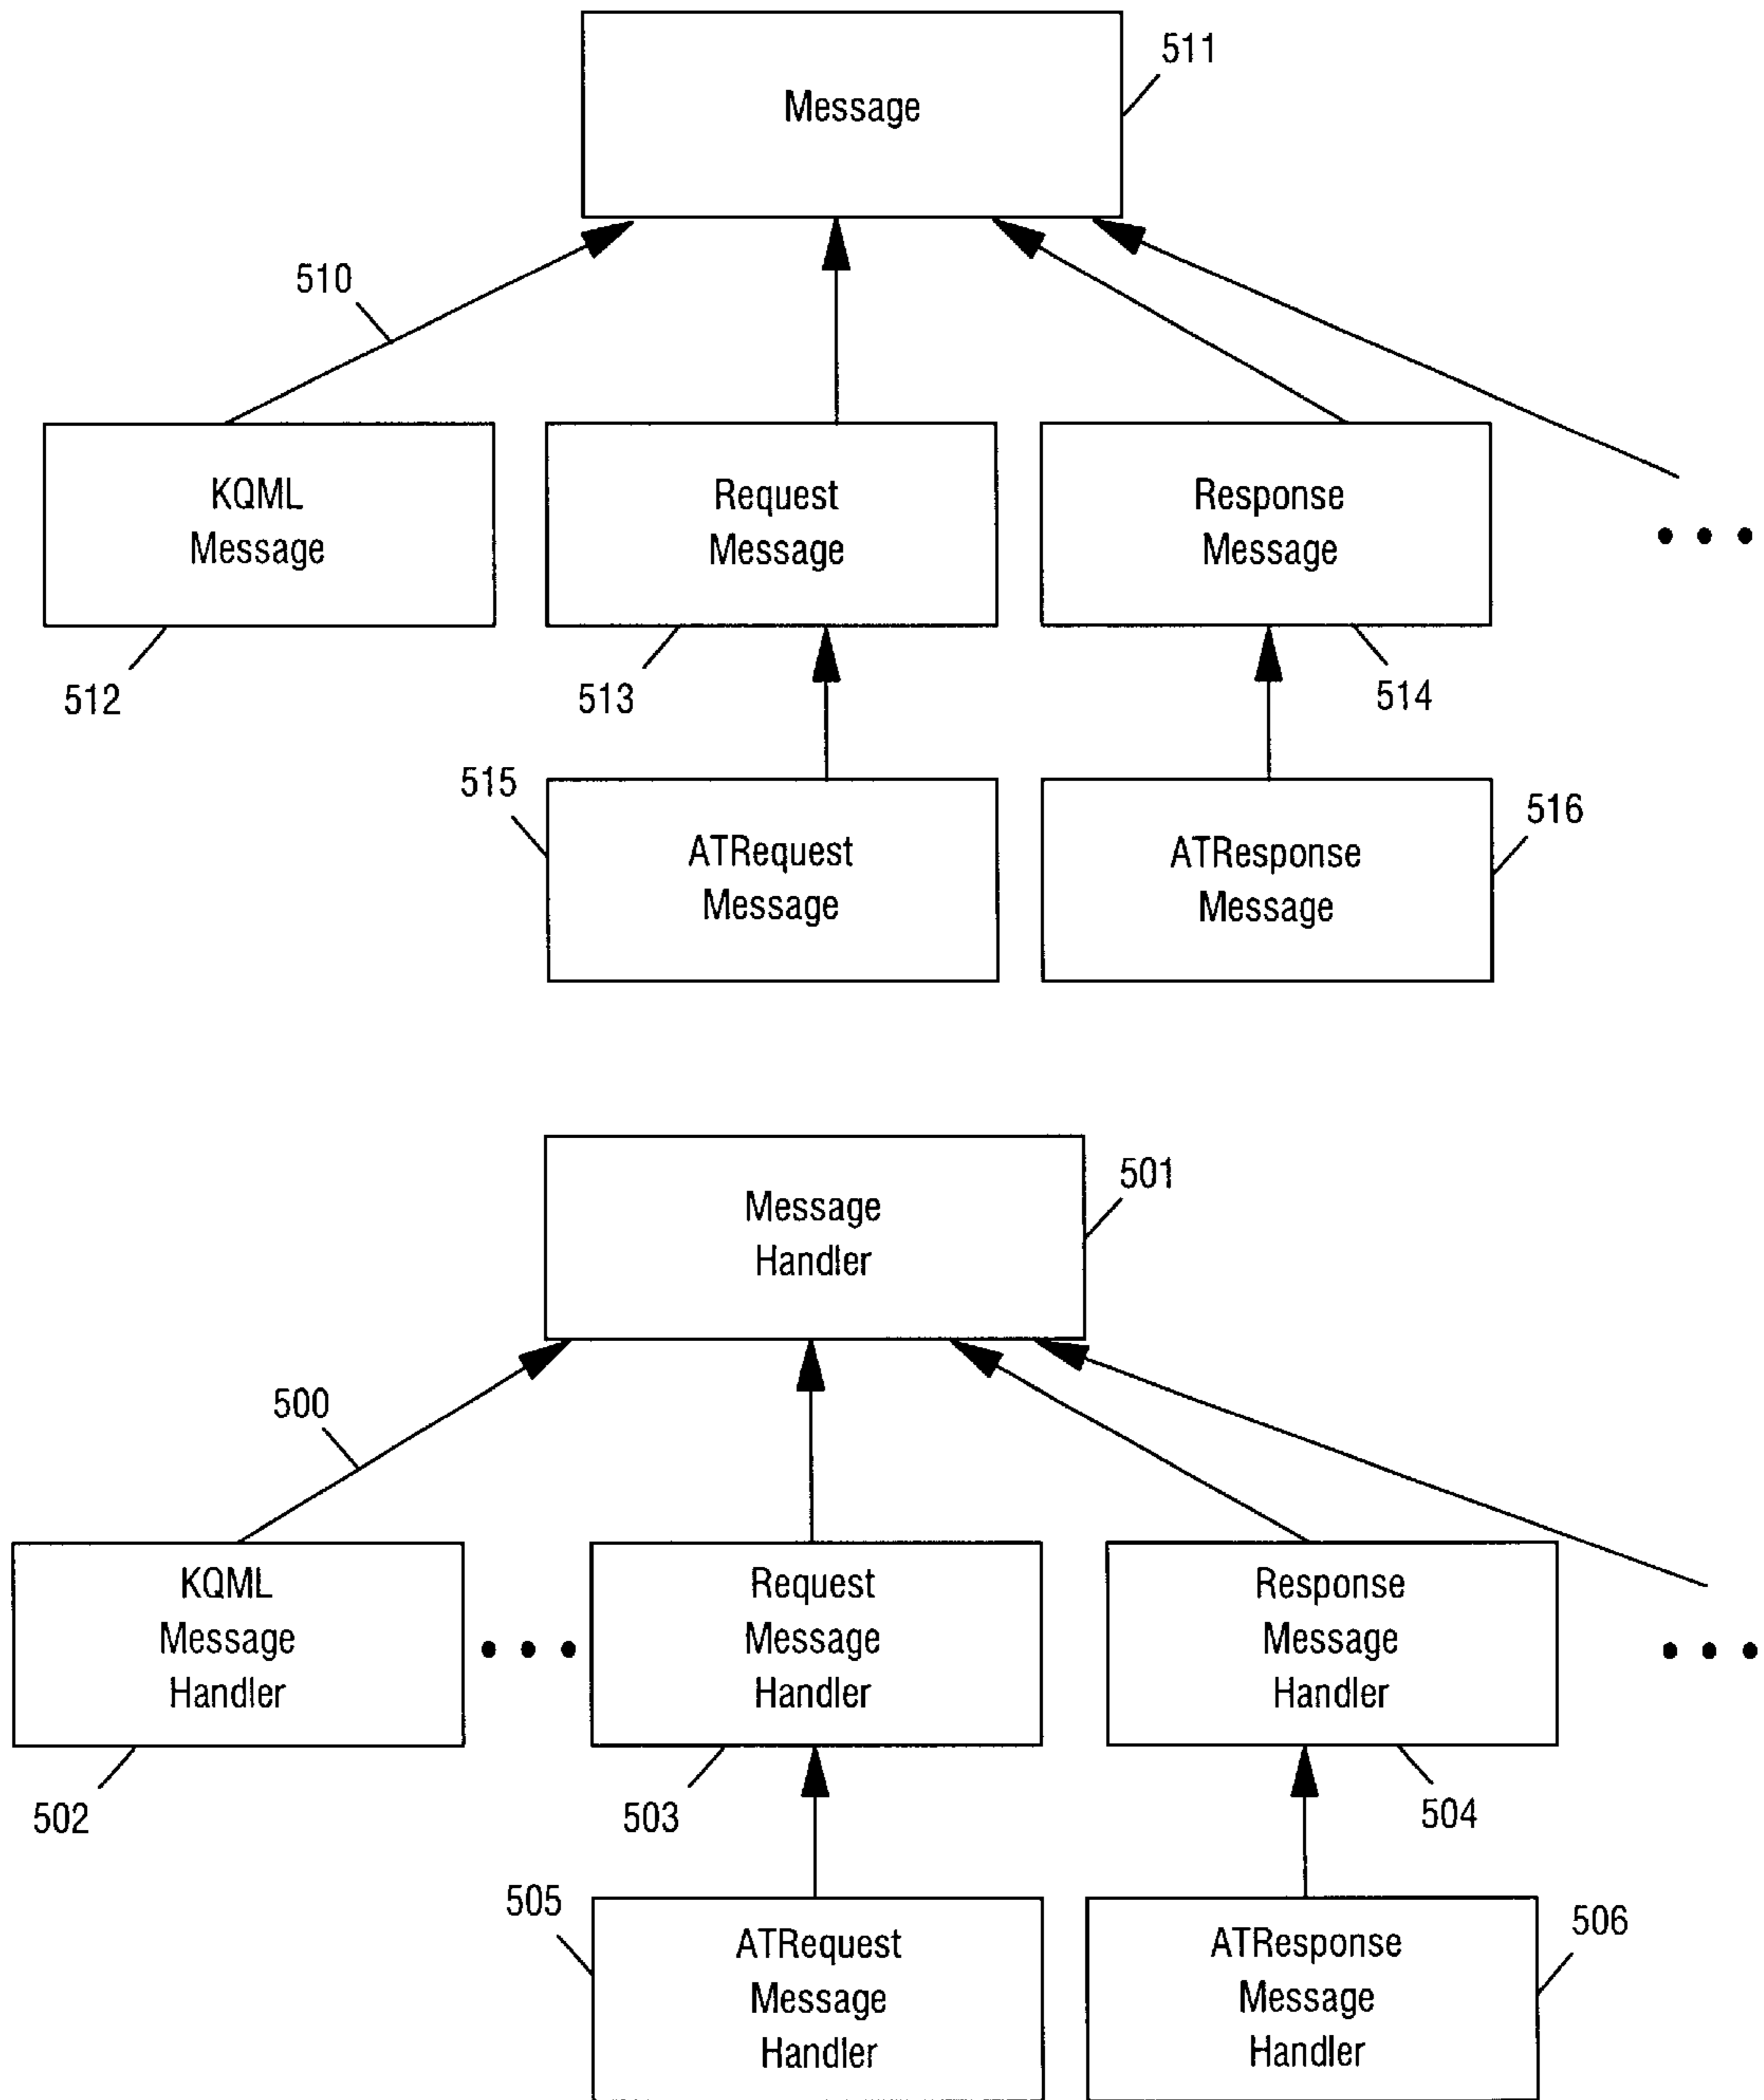 Message
511
510
KQML
Message
Request
Message
Response
Message
512
513
514
515
ATRequest
Message
ATResponse
Message
516
Message
Handler
501
500
KQML
Message
Handler
Request
Message
Handler
Response
Message
Handler
502
503
504
505
ATRequest
Message
Handler
ATResponse
Message
Handler
506